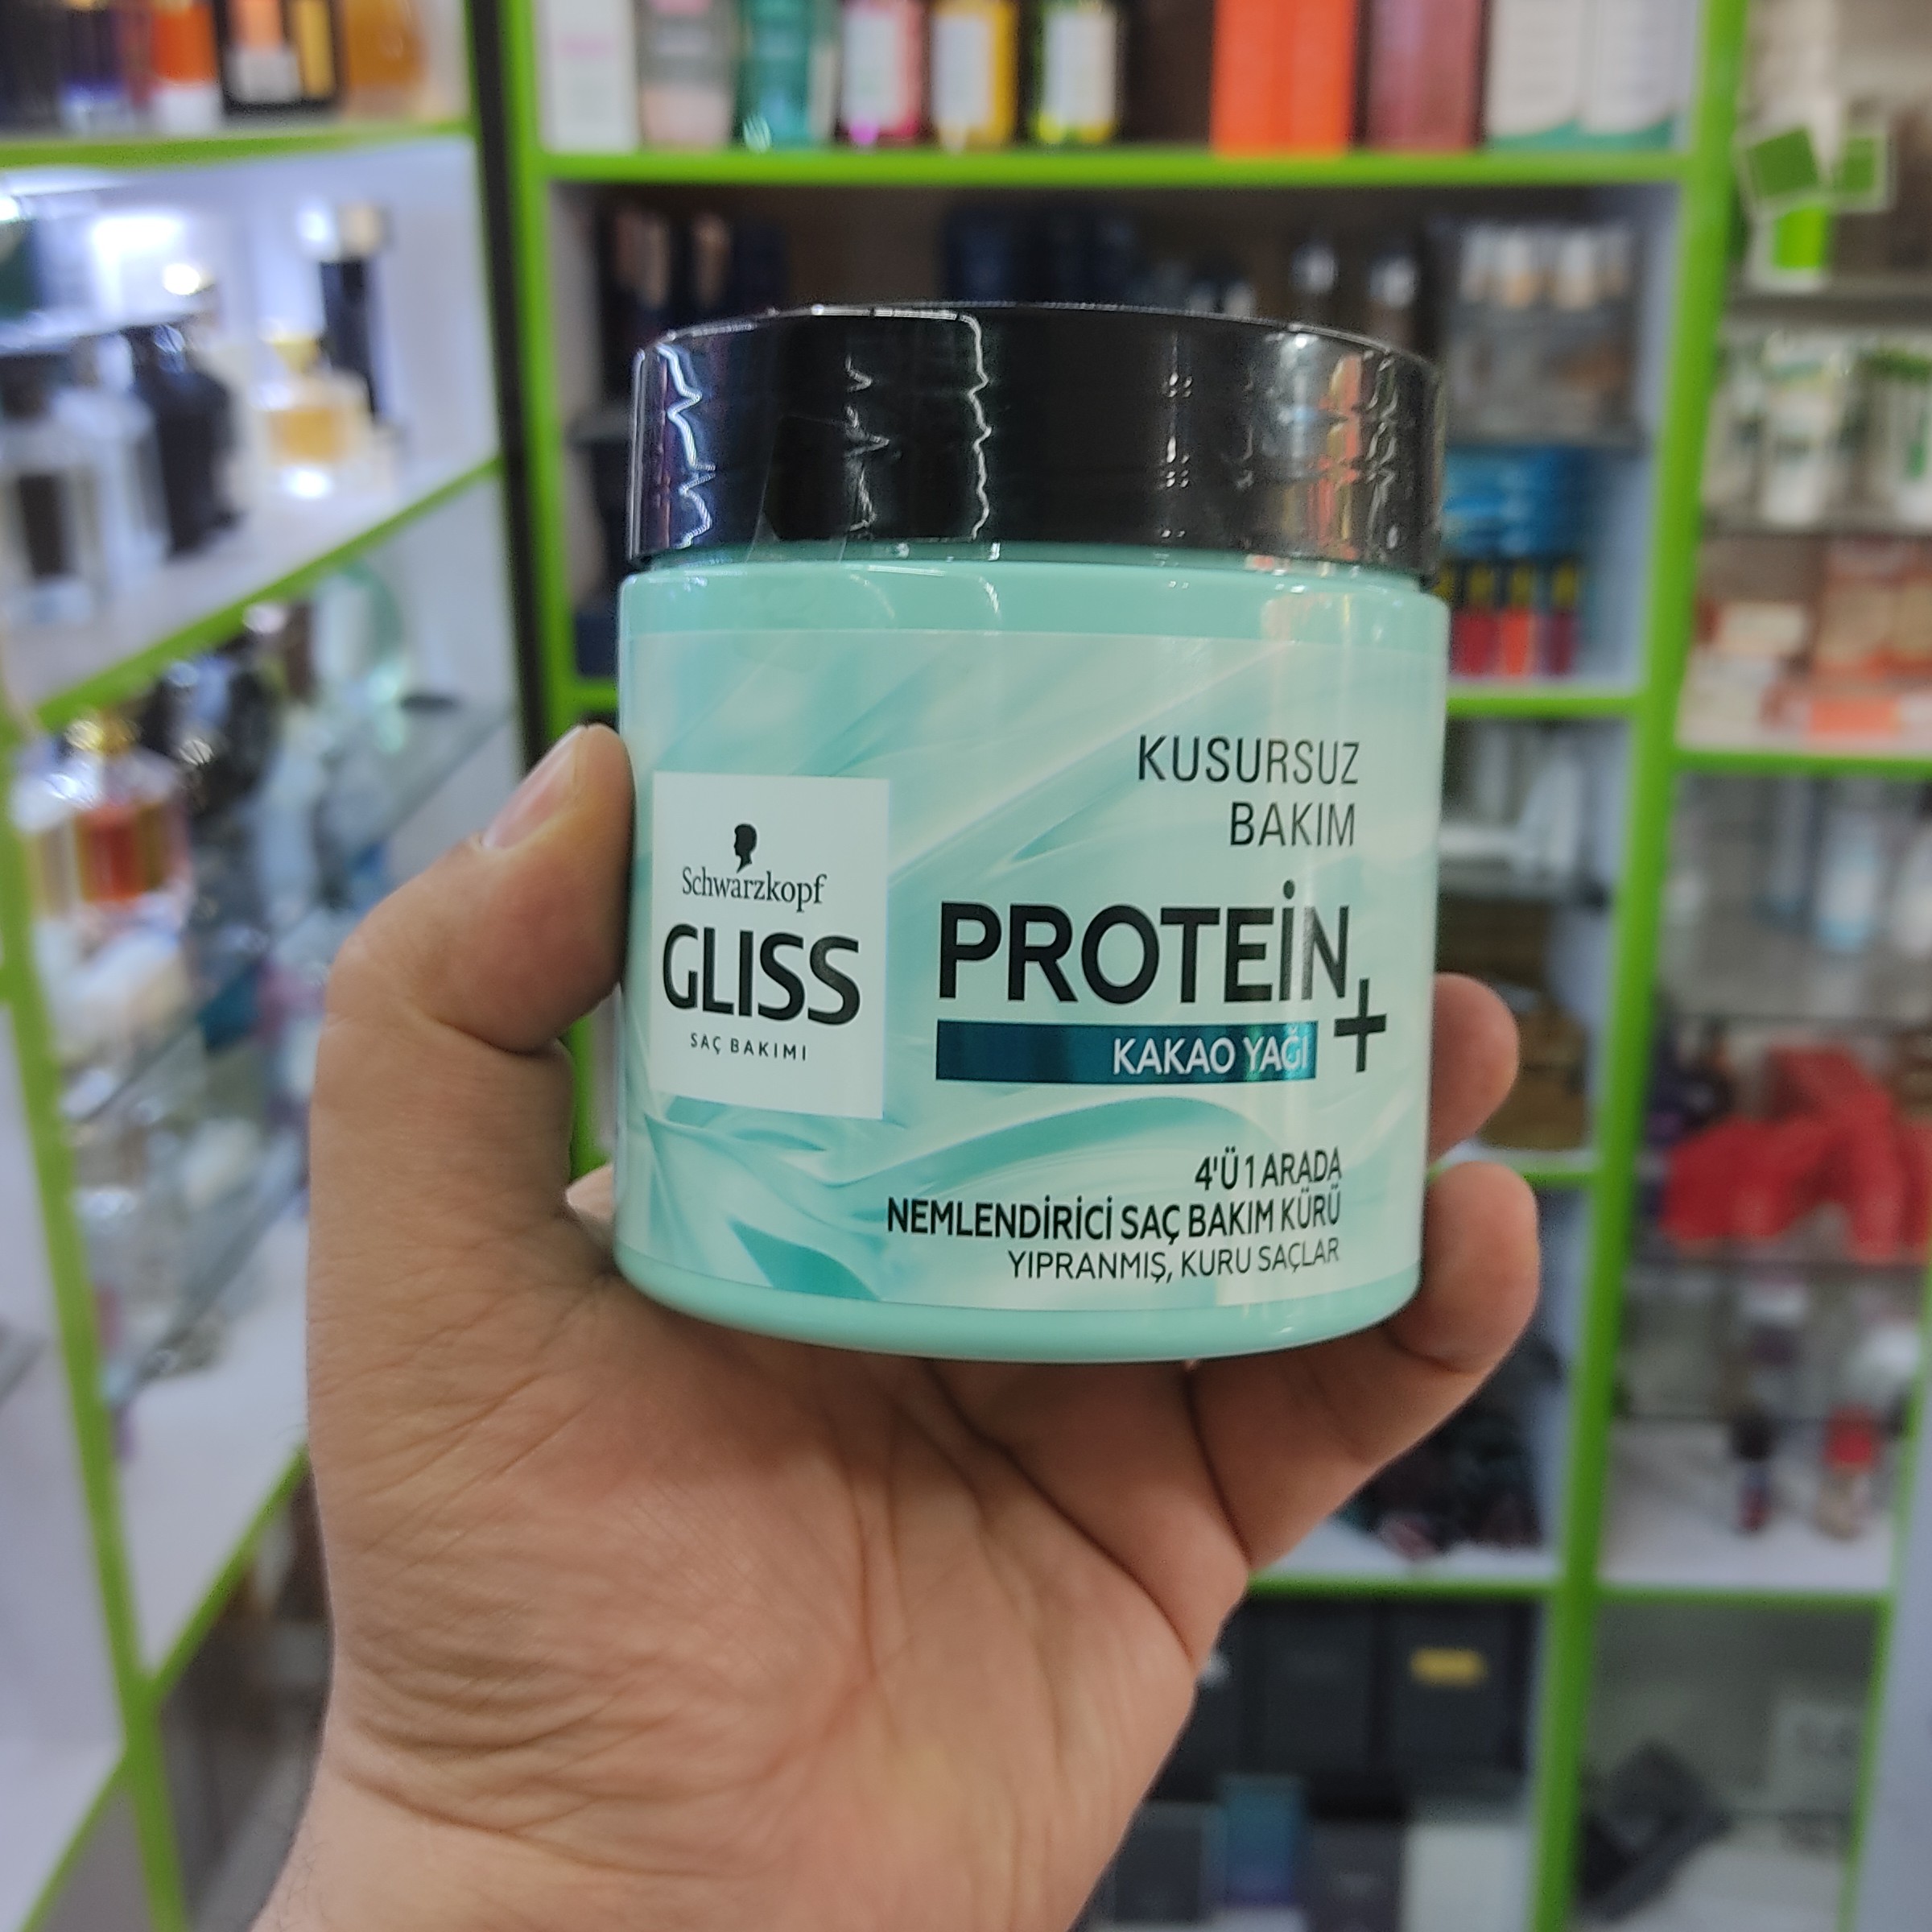 KUSURSUZ
BAKIM
Schwarzkopf
GLISS
SAÇ BAKIMI
PROTEİN
KAKAO YAĞI +
4'Ü 1 ARADA
NEMLENDİRİCİ SAÇ BAKIM KÜRÜ
YIPRANMIŞ, KURU SAÇLAR